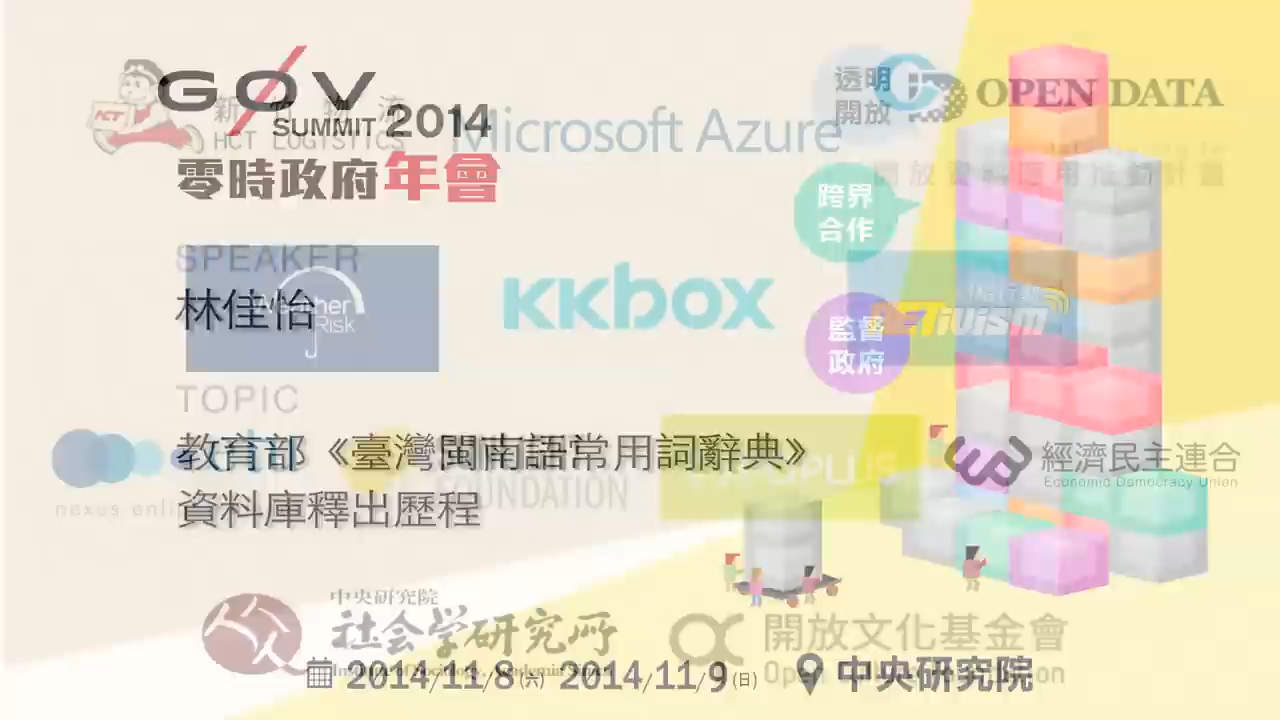 GOV
SUMMIT 2014
零時政府年會
HCT
HCT LOGISTICS
Microsoft Azure
透明
開放
OPEN DATA
跨界
合作
SPEAKER
林佳怡
Weather
Risk
KKBOX
監督
政府
TOPIC
教育部《臺灣閩南語常用詞辭典》
資料庫釋出歷程
FOUNDATION
經濟民主連合
Economic Democracy Union
中央研究院
社会学研究所
開放文化基金會
2014/11/8(六) 2014/11/9(日)
中央研究院